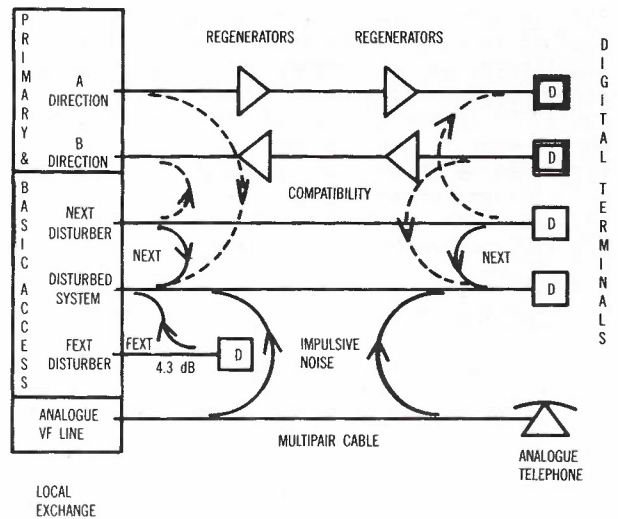 REGENERATORS REGENERATORS
PRIMARY & BASIC ACCESS
A
DIRECTION
D
B
DIRECTION
D
COMPATIBILITY
NEXT
DISTURBER
D
NEXT
NEXT
DISTURBED
SYSTEM
D
FEXT
DISTURBER
FEXT
4.3 dB
D
IMPULSIVE
NOISE
ANALOGUE
VF LINE
MULTIPAIR CABLE
ANALOGUE
TELEPHONE
LOCAL
EXCHANGE
DIGITAL TERMINALS